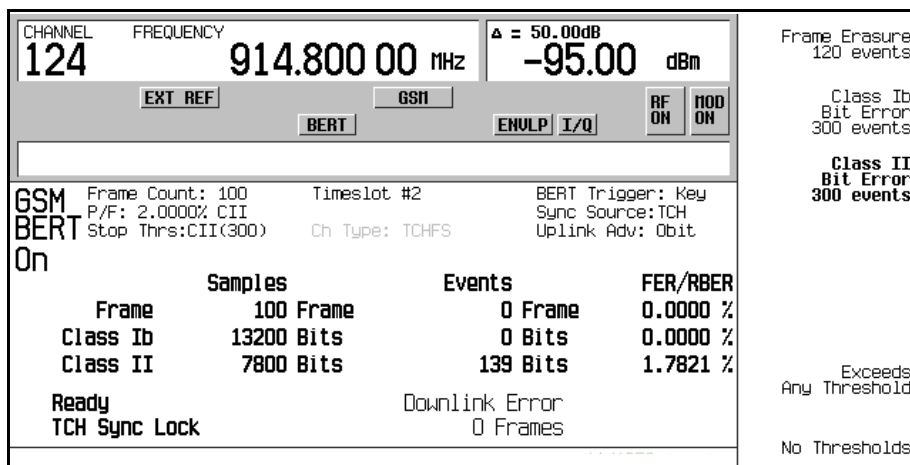 CHANNEL FREQUENCY Δ = 50.00dB
124 914.800 00 MHz -95.00 dBm
EXT REF GSM
BERT ENVLP I/Q RF ON MOD ON
GSM BERT On
Frame Count: 100 Timeslot #2 BERT Trigger: Key
P/F: 2.0000% CII Sync Source:TCH
Stop Thrs:CII(300) Ch Type: TCHFS Uplink Adv: 0bit
Samples Events FER/RBER
Frame 100 Frame 0 Frame 0.0000 %
Class Ib 13200 Bits 0 Bits 0.0000 %
Class II 7800 Bits 139 Bits 1.7821 %
Ready Downlink Error
TCH Sync Lock 0 Frames
Frame Erasure
120 events
Class Ib
Bit Error
300 events
Class II
Bit Error
300 events
Exceeds
Any Threshold
No Thresholds